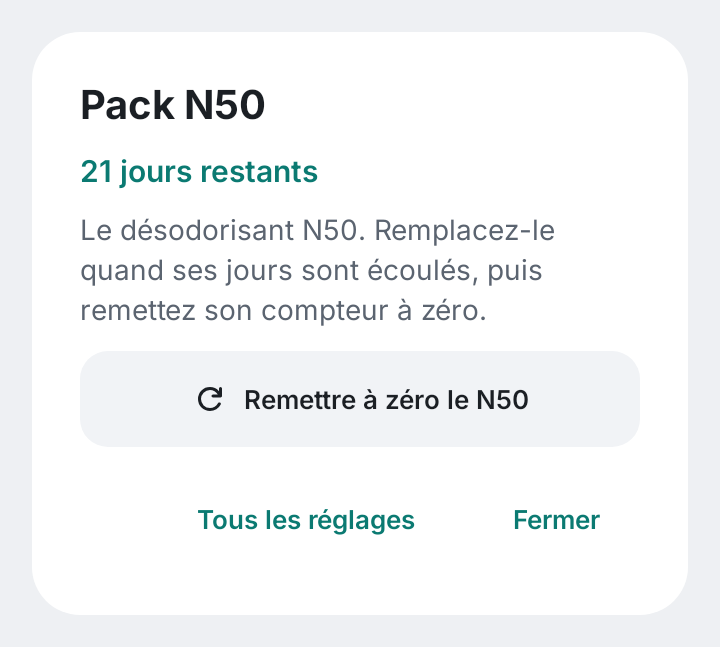 Pack N50
21 jours restants
Le désodorisant N50. Remplacez-le
quand ses jours sont écoulés, puis
remettez son compteur à zéro.
Remettre à zéro le N50
Tous les réglages
Fermer